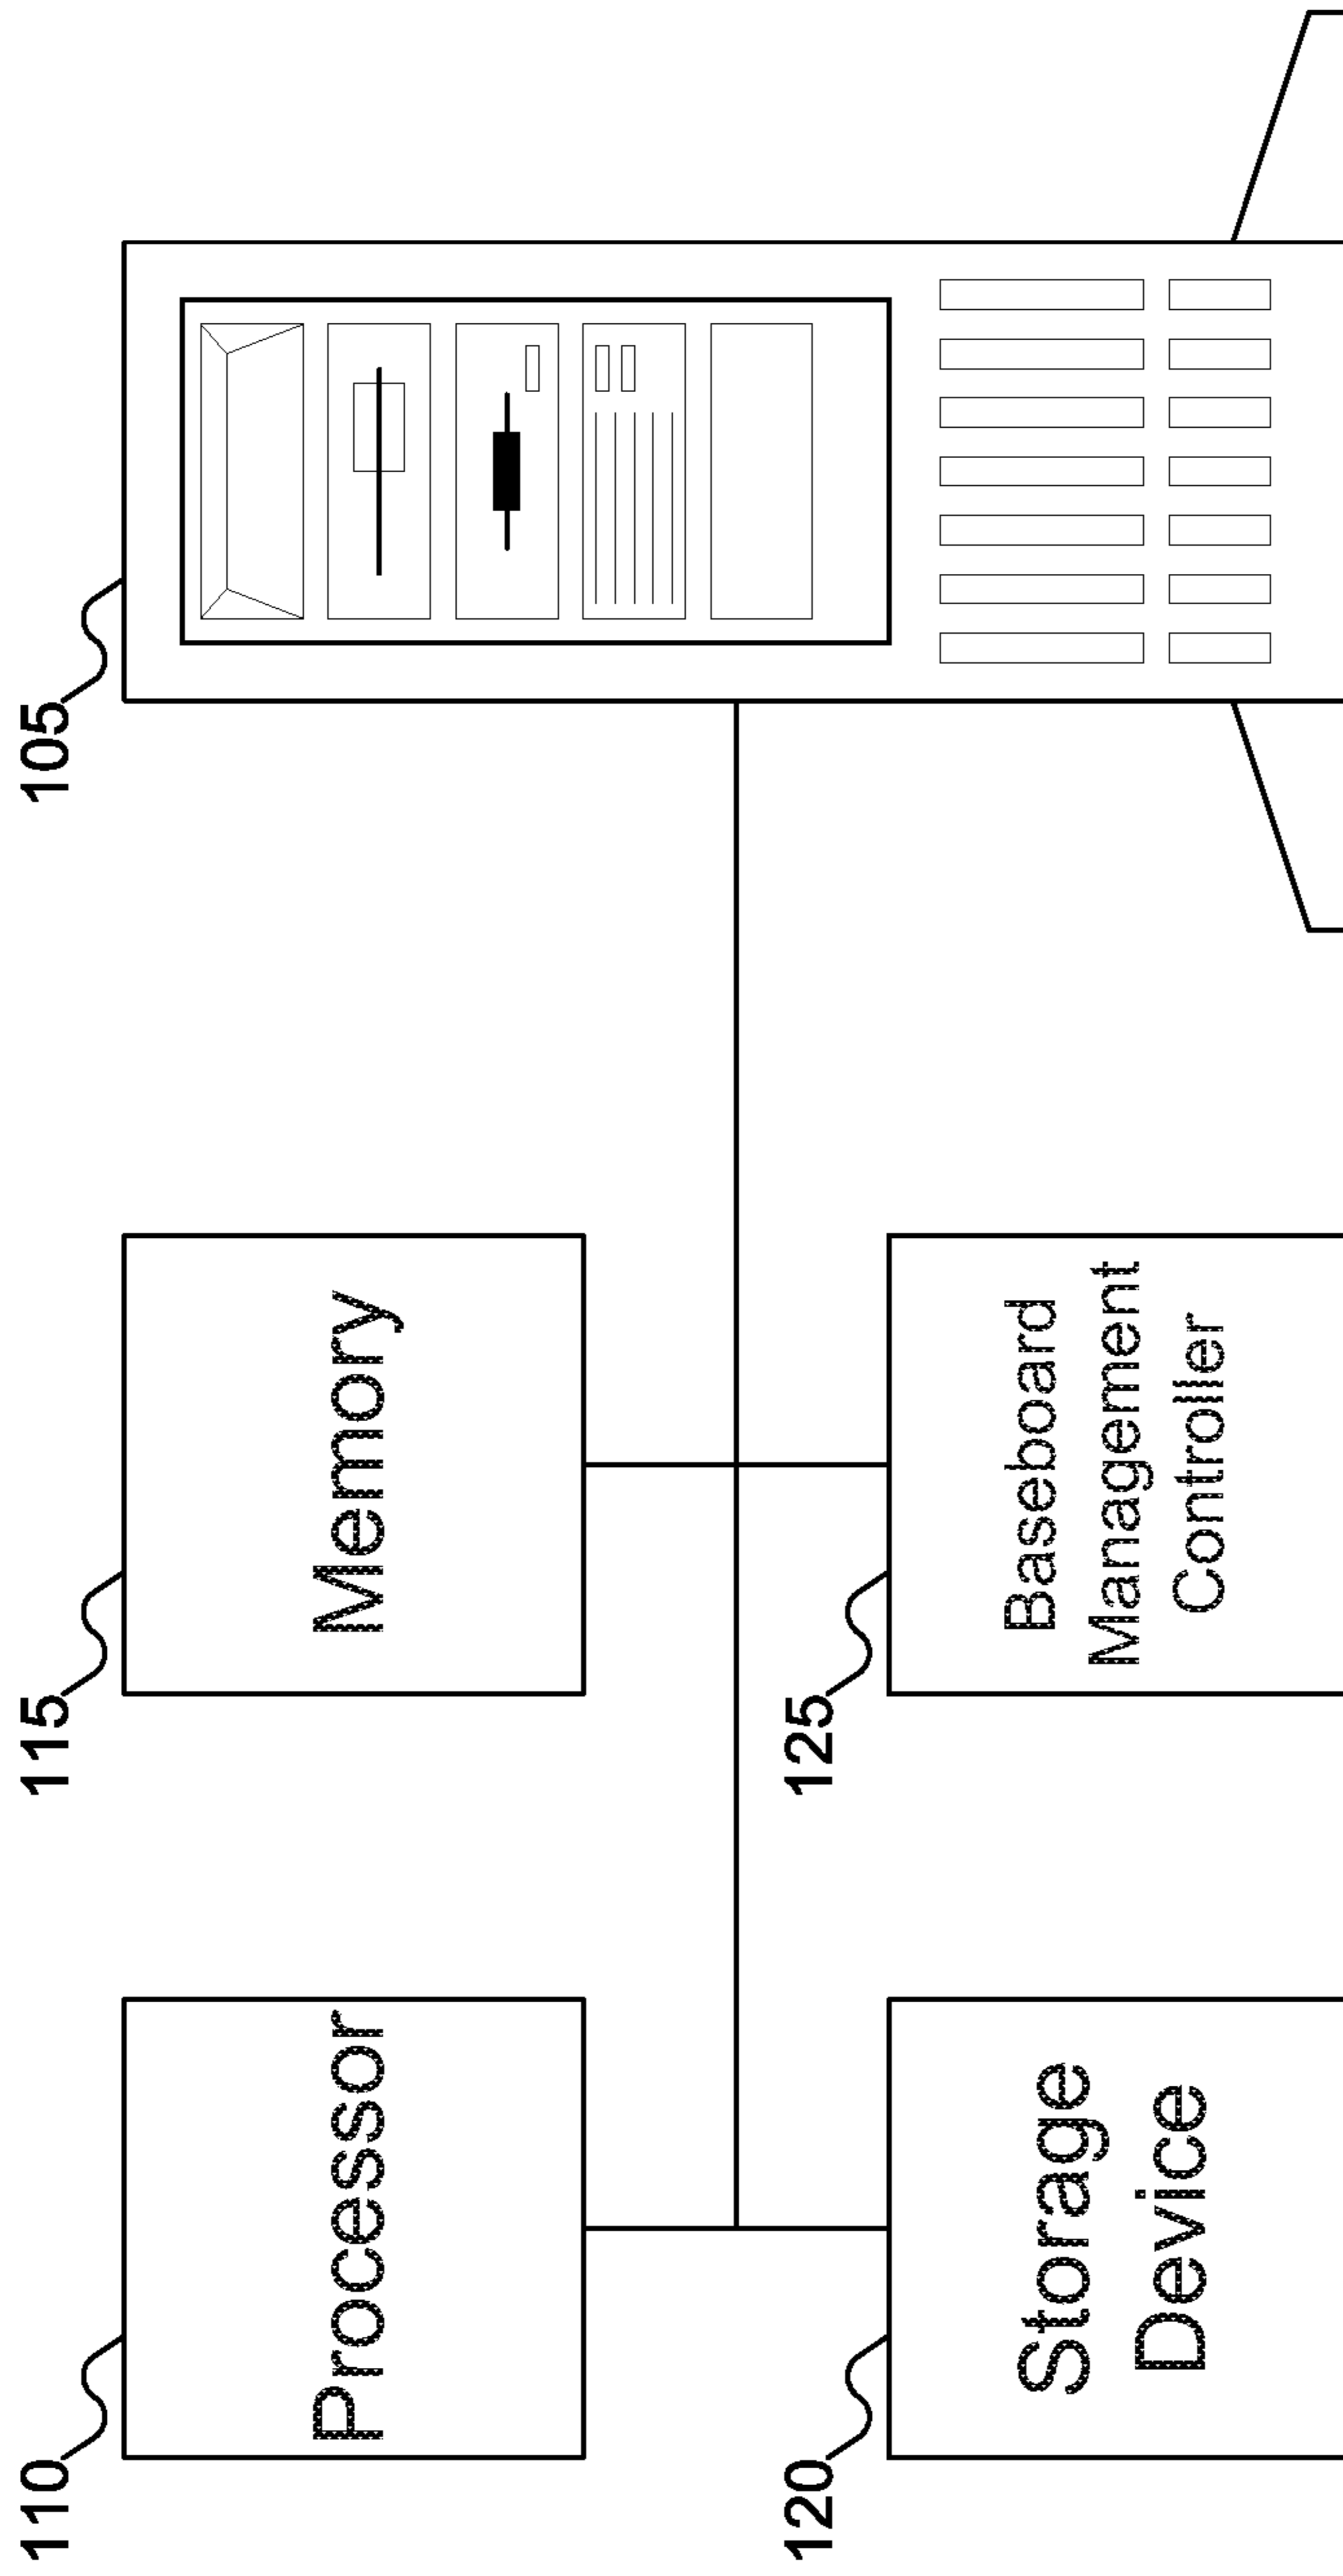 110
Processor
115
Memory
105
120
Storage
Device
125
Baseboard
Management
Controller